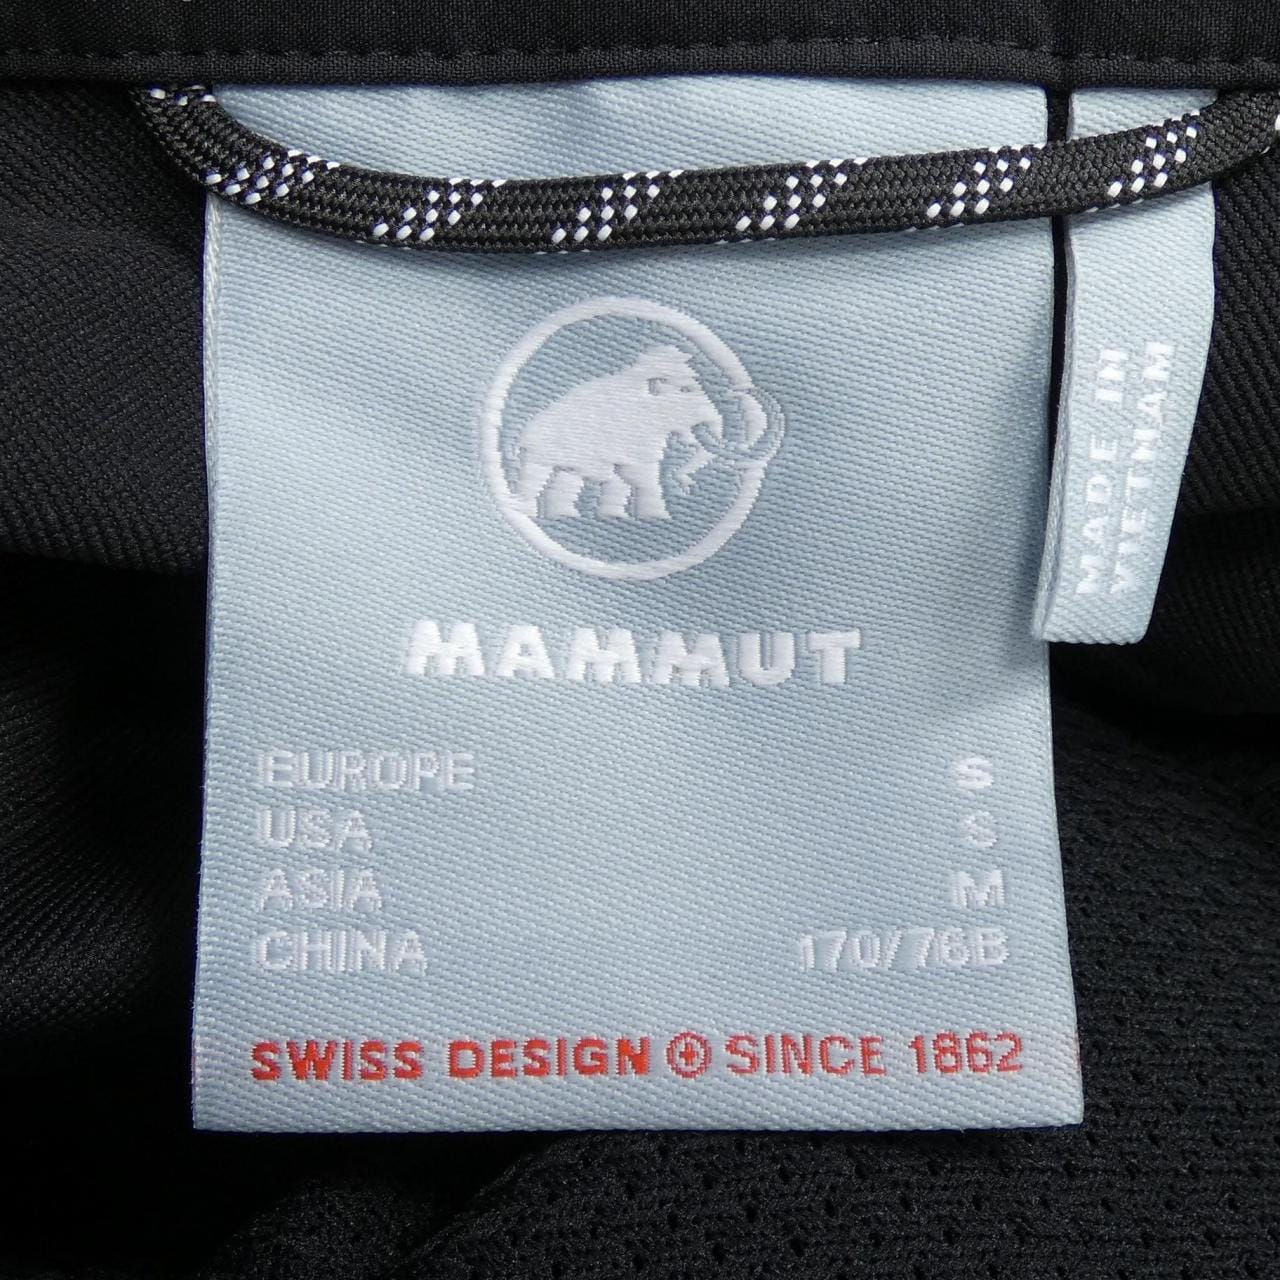 MAMMUT
EUROPE S
USA S
ASIA M
CHINA 170/76B
SWISS DESIGN SINCE 1862
MADE IN
VIETNAM